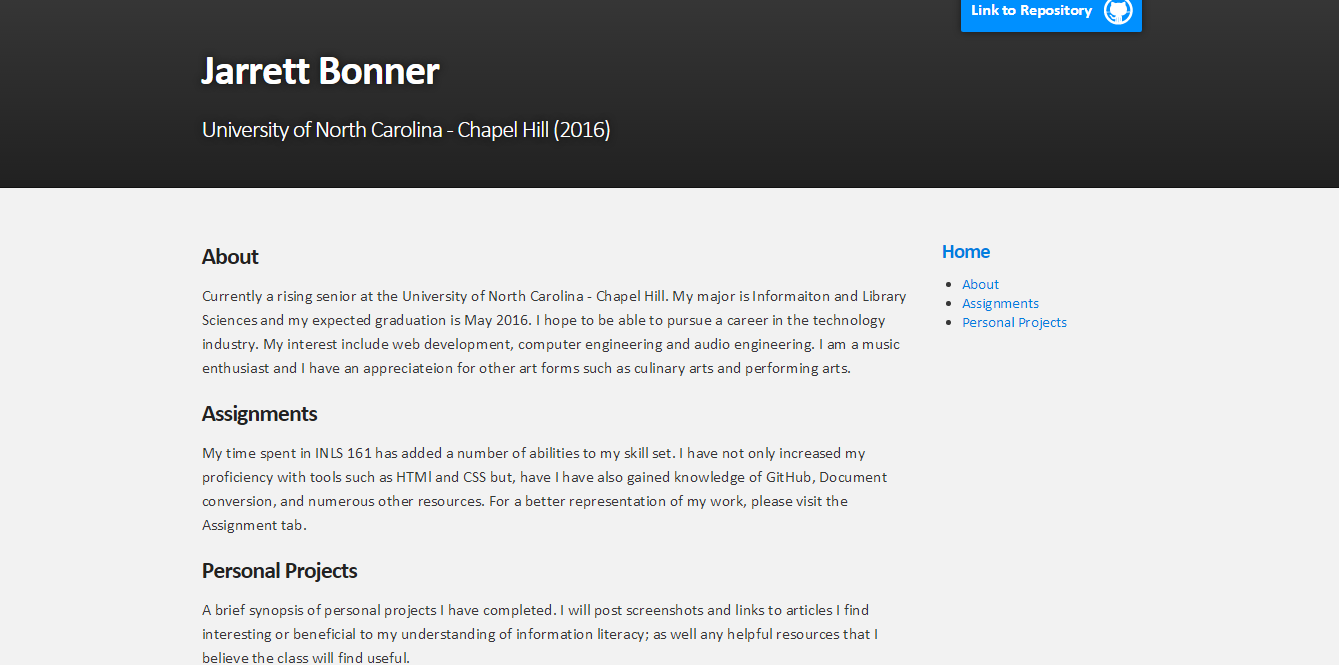 Link to Repository
Jarrett Bonner
University of North Carolina - Chapel Hill (2016)
About
Currently a rising senior at the University of North Carolina - Chapel Hill. My major is Informaiton and Library
Sciences and my expected graduation is May 2016. I hope to be able to pursue a career in the technology
industry. My interest include web development, computer engineering and audio engineering. I am a music
enthusiast and I have an appreciateion for other art forms such as culinary arts and performing arts.
Assignments
My time spent in INLS 161 has added a number of abilities to my skill set. I have not only increased my
proficiency with tools such as HTMl and CSS but, have I have also gained knowledge of GitHub, Document
conversion, and numerous other resources. For a better representation of my work, please visit the
Assignment tab.
Personal Projects
A brief synopsis of personal projects I have completed. I will post screenshots and links to articles I find
interesting or beneficial to my understanding of information literacy; as well any helpful resources that I
believe the class will find useful.
Home
About
Assignments
Personal Projects